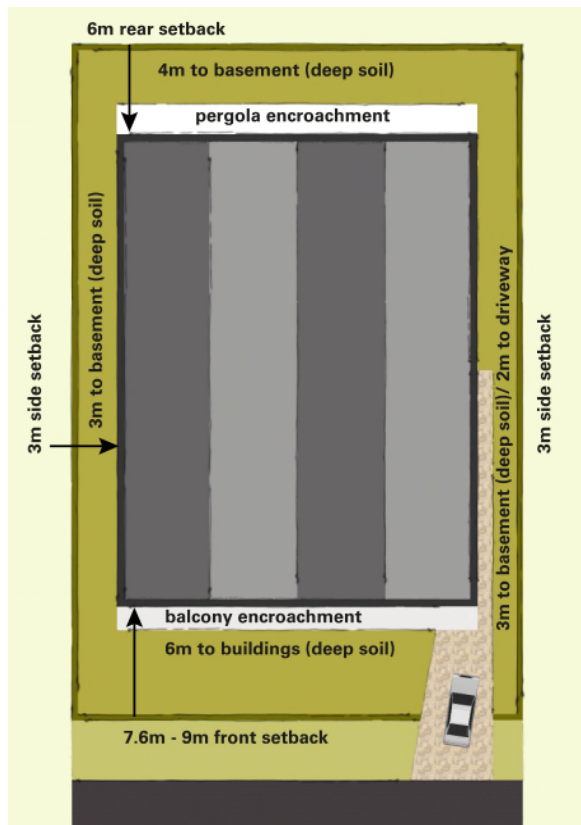 6m rear setback
4m to basement (deep soil)
pergola encroachment
3m to basement (deep soil)
3m side setback
3m to basement (deep soil)/ 2m to driveway
3m side setback
balcony encroachment
6m to buildings (deep soil)
7.6m - 9m front setback